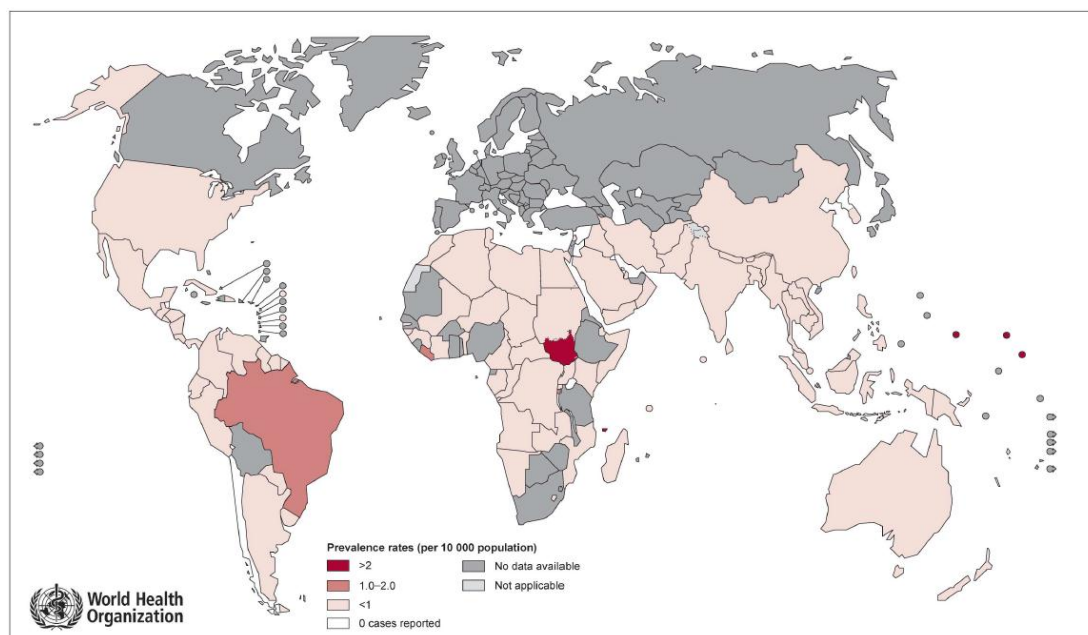 Prevalence rates (per 10 000 population)
>2
1.0–2.0
<1
0 cases reported
No data available
Not applicable
World Health
Organization